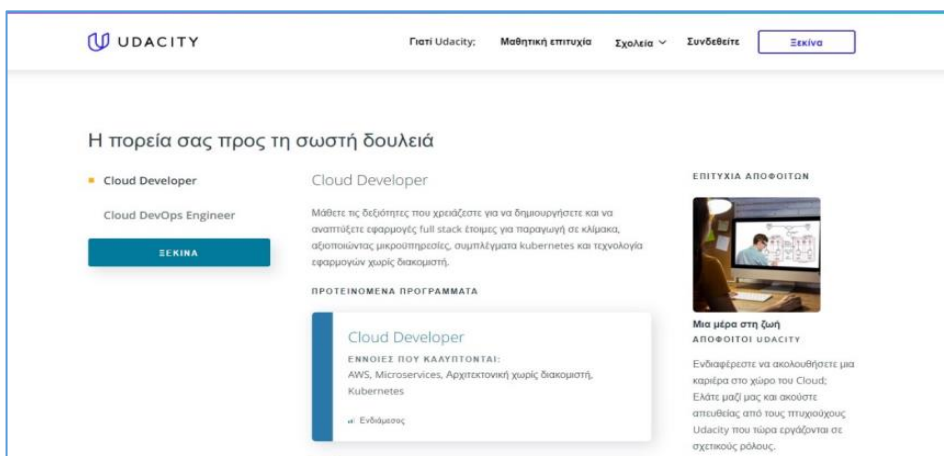 UDACITY
Γιατί Udacity;
Μαθητική επιτυχία
Σχολεία
Συνδεθείτε
Ξεκίνα
Η πορεία σας προς τη σωστή δουλειά
Cloud Developer
Cloud DevOps Engineer
ΞΕΚΙΝΑ
Cloud Developer
Μάθετε τις δεξιότητες που χρειάζεστε για να δημιουργήσετε και να
αναπτύξετε εφαρμογές full stack έτοιμες για παραγωγή σε κλίμακα,
αξιοποιώντας μικροϋπηρεσίες, συμπλέγματα kubernetes και τεχνολογία
εφαρμογών χωρίς διακομιστή.
ΠΡΟΤΕΙΝΟΜΕΝΑ ΠΡΟΓΡΑΜΜΑΤΑ
Cloud Developer
ΕΝΝΟΙΕΣ ΠΟΥ ΚΑΛΥΠΤΟΝΤΑΙ:
AWS, Microservices, Αρχιτεκτονική χωρίς διακομιστή,
Kubernetes
Ενδιάμεσος
ΕΠΙΤΥΧΙΑ ΑΠΟΦΟΙΤΩΝ
Μια μέρα στη ζωή
ΑΠΟΦΟΙΤΟΙ UDACITY
Ενδιαφέρεστε να ακολουθήσετε μια
καριέρα στο χώρο του Cloud;
Ελάτε μαζί μας και ακούστε
απευθείας από τους πτυχιούχους
Udacity που τώρα εργάζονται σε
σχετικούς ρόλους.